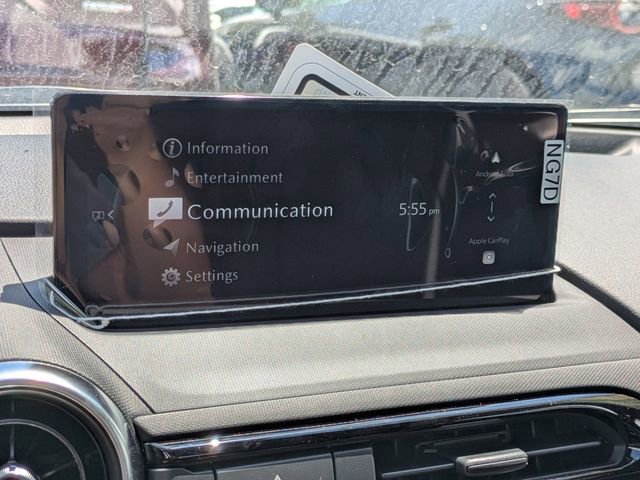 Information
Entertainment
Communication
Navigation
Settings
5:55 pm
Android Auto
Apple CarPlay
NG7D